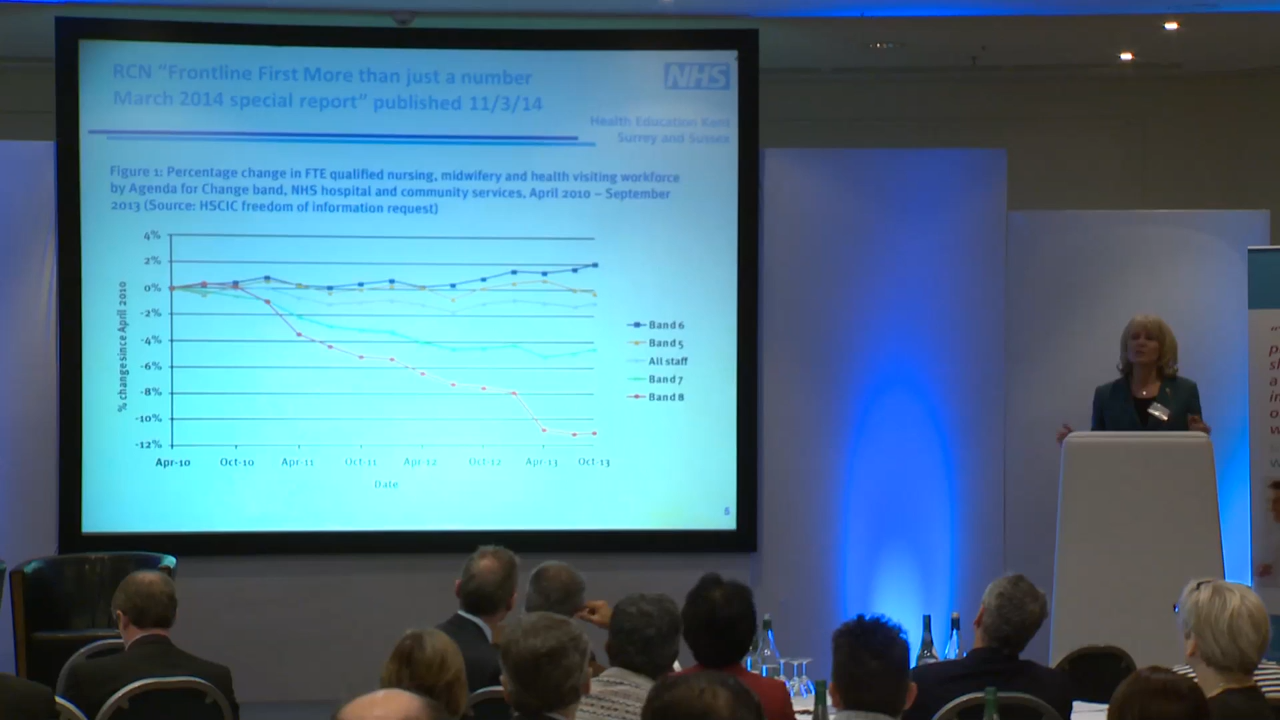 RCN “Frontline First More than just a number
March 2014 special report” published 11/3/14
NHS
Health Education Kent
Surrey and Sussex
Figure 1: Percentage change in FTE qualified nursing, midwifery and health visiting workforce
by Agenda for Change band, NHS hospital and community services, April 2010 – September
2013 (Source: HSCIC freedom of information request)
4%
2%
0%
-2%
-4%
-6%
-8%
-10%
-12%
% change since April 2010
Apr-10 Oct-10 Apr-11 Oct-11 Apr-12 Oct-12 Apr-13 Oct-13
Date
Band 6
Band 5
All staff
Band 7
Band 8